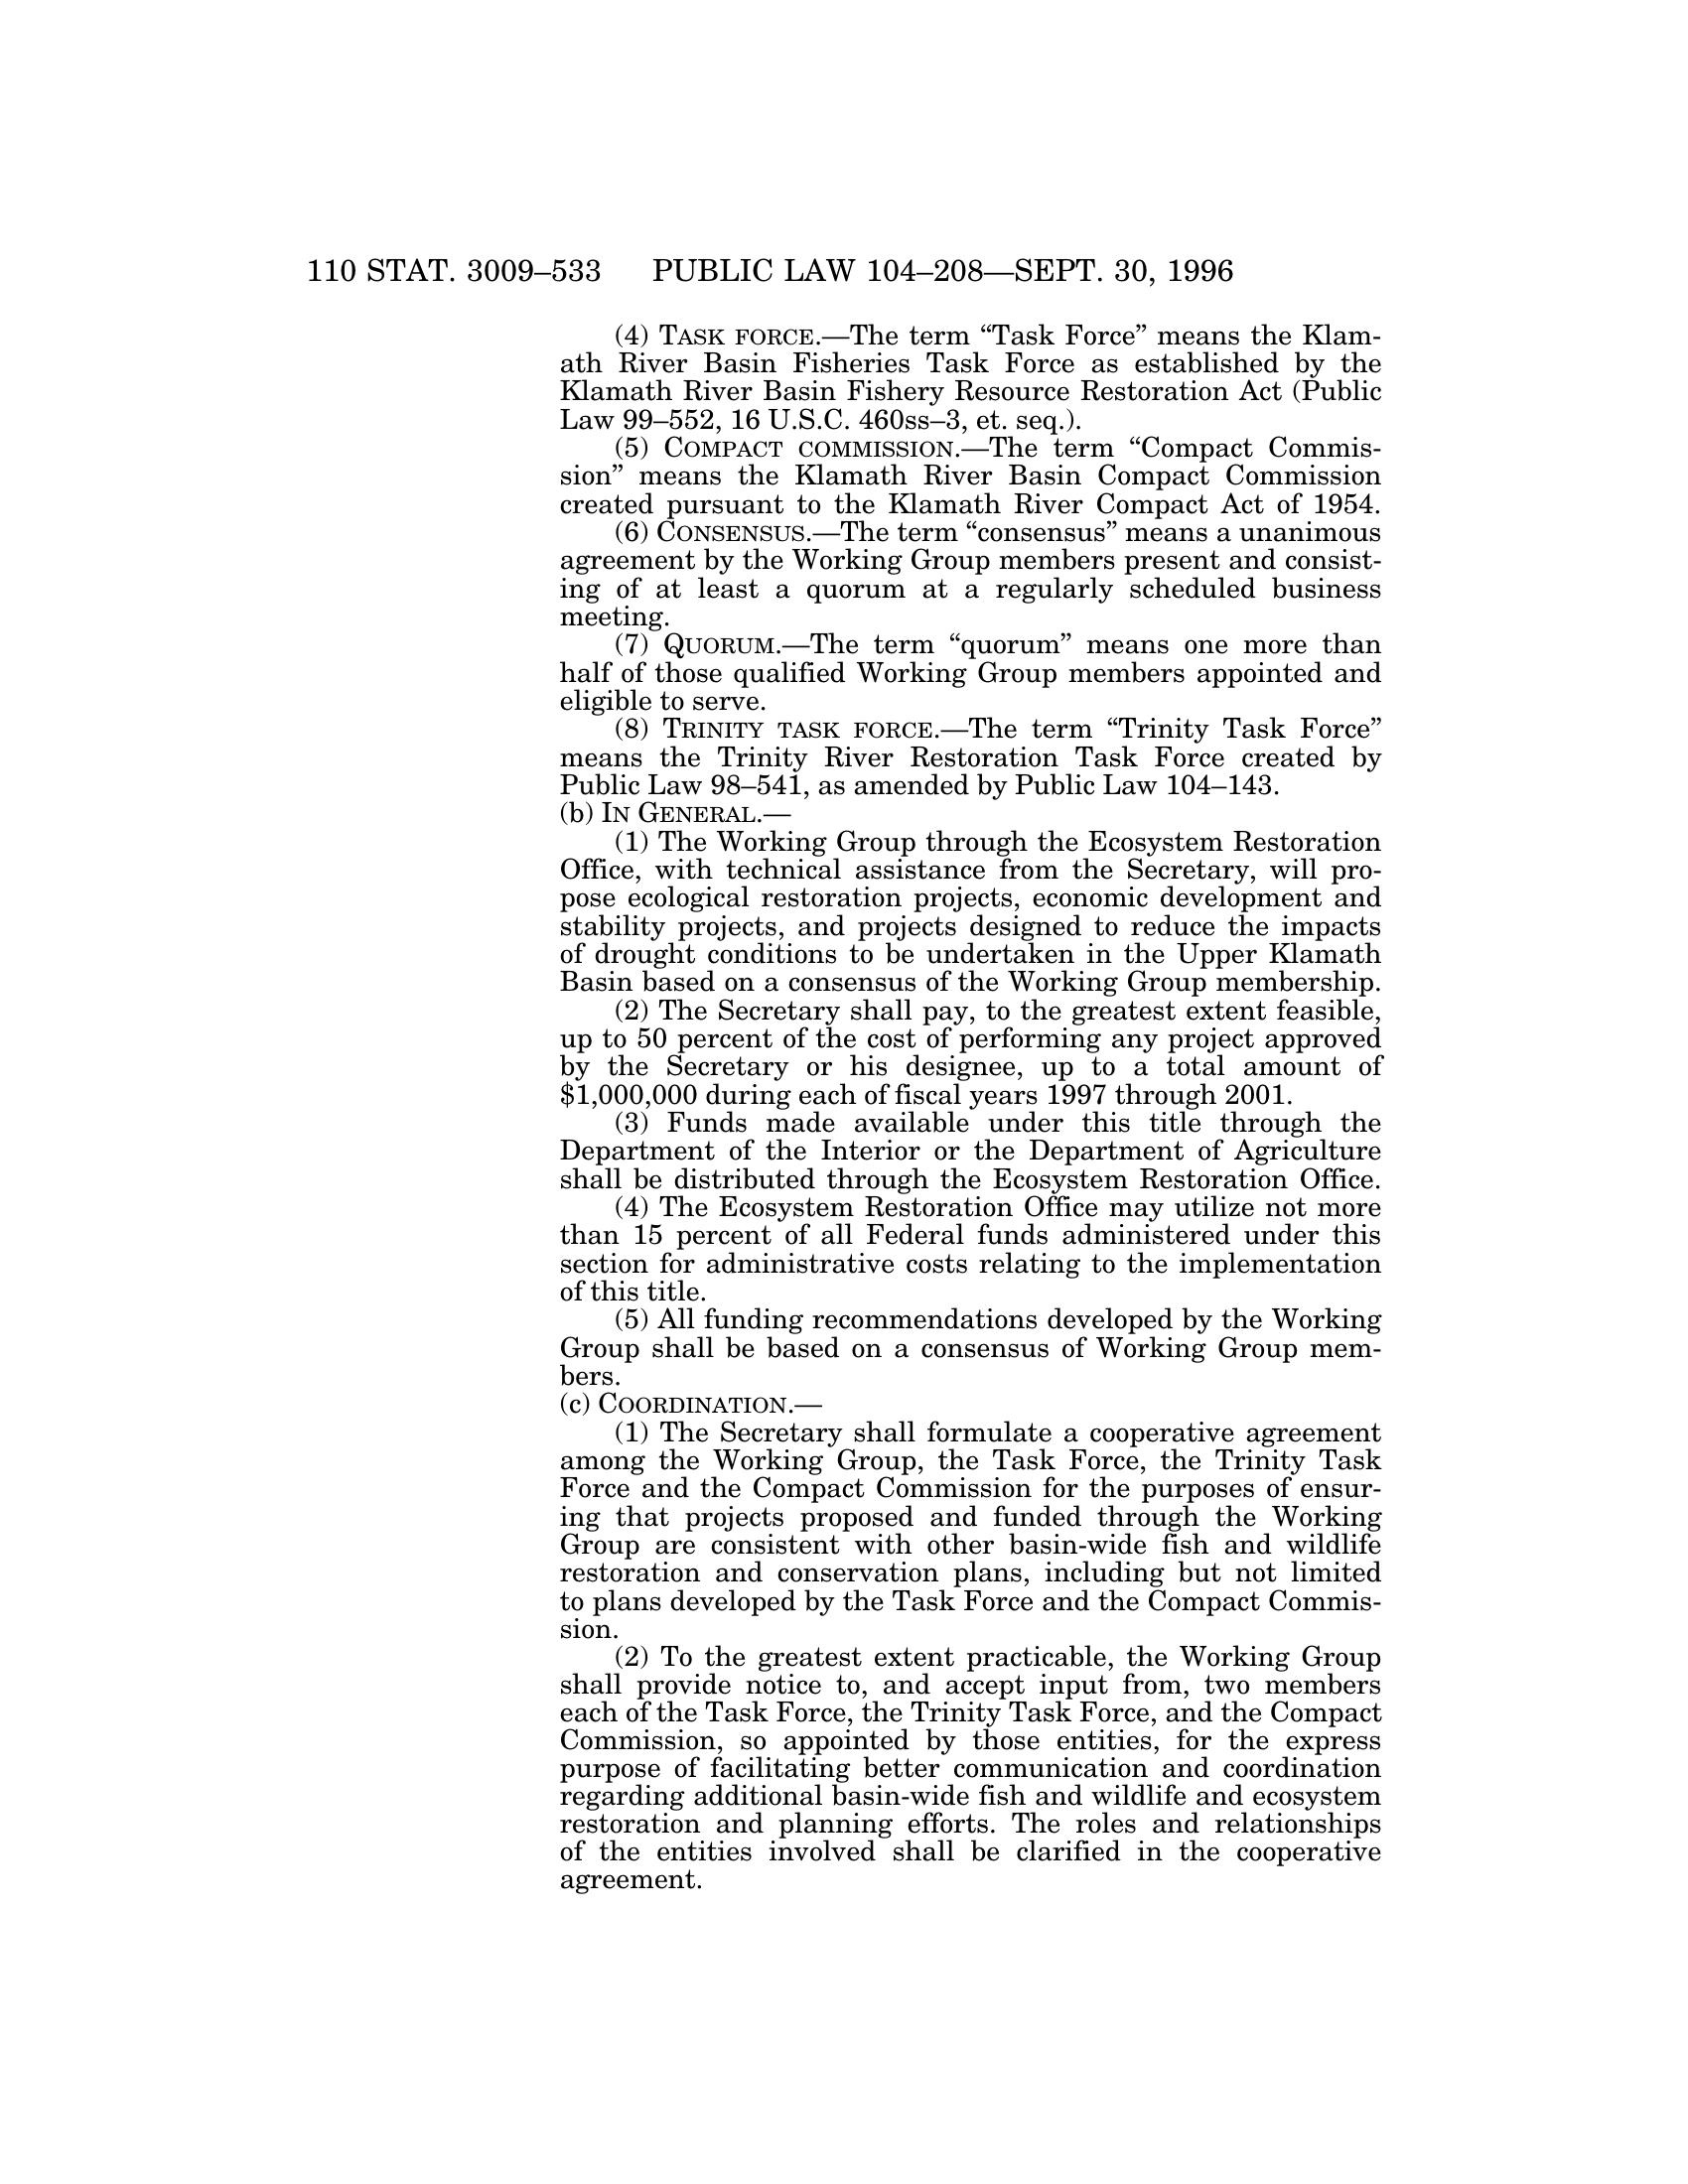 110 STAT. 3009–533 PUBLIC LAW 104–208—SEPT. 30, 1996
(4) TASK FORCE.—The term “Task Force” means the Klam-
ath River Basin Fisheries Task Force as established by the
Klamath River Basin Fishery Resource Restoration Act (Public
Law 99–552, 16 U.S.C. 460ss–3, et. seq.).
(5) COMPACT COMMISSION.—The term “Compact Commis-
sion” means the Klamath River Basin Compact Commission
created pursuant to the Klamath River Compact Act of 1954.
(6) CONSENSUS.—The term “consensus” means a unanimous
agreement by the Working Group members present and consist-
ing of at least a quorum at a regularly scheduled business
meeting.
(7) QUORUM.—The term “quorum” means one more than
half of those qualified Working Group members appointed and
eligible to serve.
(8) TRINITY TASK FORCE.—The term “Trinity Task Force”
means the Trinity River Restoration Task Force created by
Public Law 98–541, as amended by Public Law 104–143.
(b) IN GENERAL.—
(1) The Working Group through the Ecosystem Restoration
Office, with technical assistance from the Secretary, will pro-
pose ecological restoration projects, economic development and
stability projects, and projects designed to reduce the impacts
of drought conditions to be undertaken in the Upper Klamath
Basin based on a consensus of the Working Group membership.
(2) The Secretary shall pay, to the greatest extent feasible,
up to 50 percent of the cost of performing any project approved
by the Secretary or his designee, up to a total amount of
$1,000,000 during each of fiscal years 1997 through 2001.
(3) Funds made available under this title through the
Department of the Interior or the Department of Agriculture
shall be distributed through the Ecosystem Restoration Office.
(4) The Ecosystem Restoration Office may utilize not more
than 15 percent of all Federal funds administered under this
section for administrative costs relating to the implementation
of this title.
(5) All funding recommendations developed by the Working
Group shall be based on a consensus of Working Group mem-
bers.
(c) COORDINATION.—
(1) The Secretary shall formulate a cooperative agreement
among the Working Group, the Task Force, the Trinity Task
Force and the Compact Commission for the purposes of ensur-
ing that projects proposed and funded through the Working
Group are consistent with other basin-wide fish and wildlife
restoration and conservation plans, including but not limited
to plans developed by the Task Force and the Compact Commis-
sion.
(2) To the greatest extent practicable, the Working Group
shall provide notice to, and accept input from, two members
each of the Task Force, the Trinity Task Force, and the Compact
Commission, so appointed by those entities, for the express
purpose of facilitating better communication and coordination
regarding additional basin-wide fish and wildlife and ecosystem
restoration and planning efforts. The roles and relationships
of the entities involved shall be clarified in the cooperative
agreement.